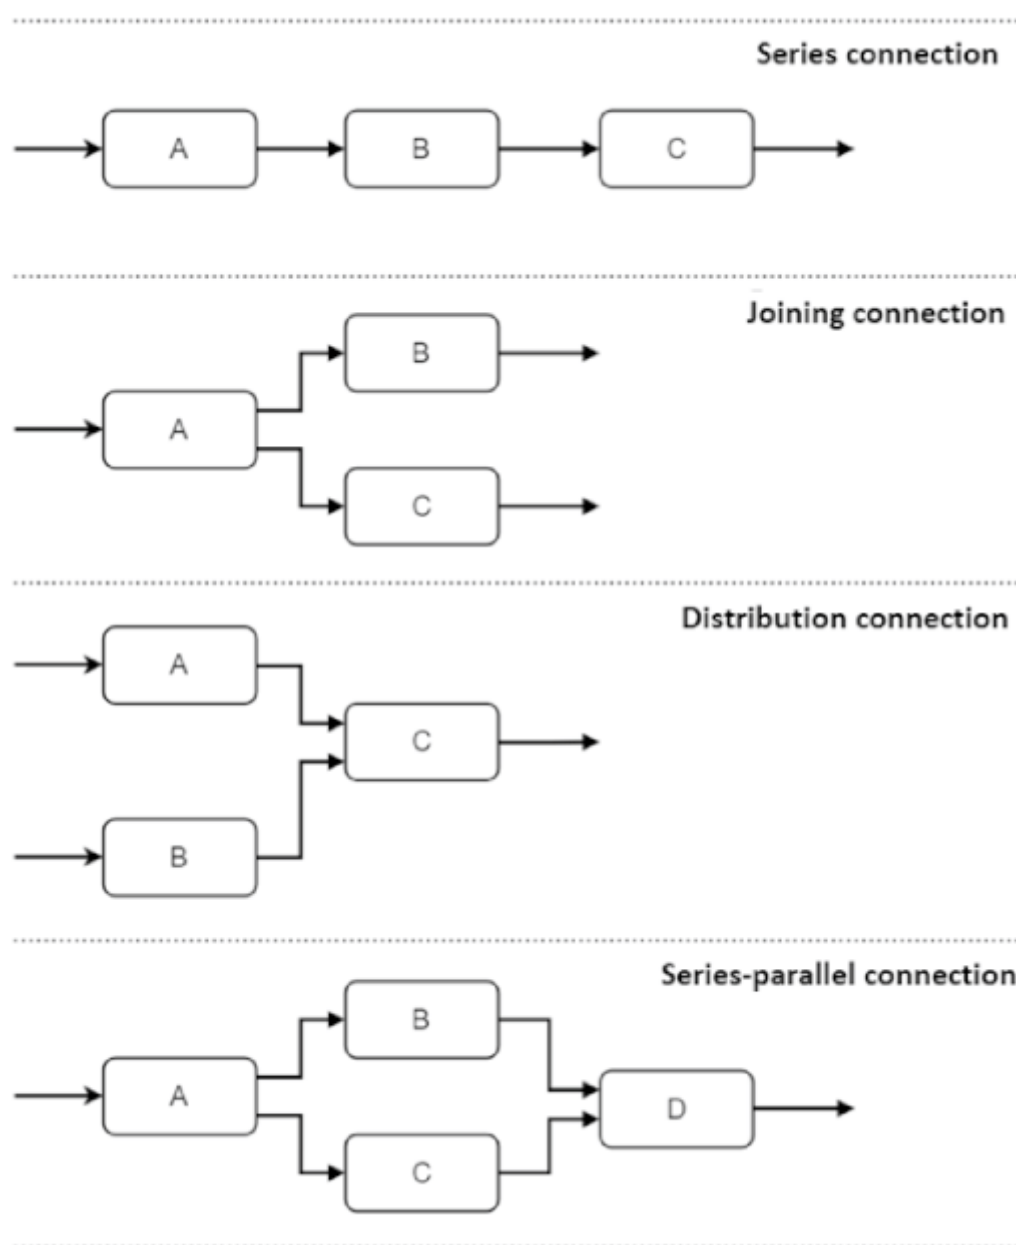 Series connection
A B C
Joining connection
B
A
C
Distribution connection
A
C
B
Series-parallel connection
B
A
D
C